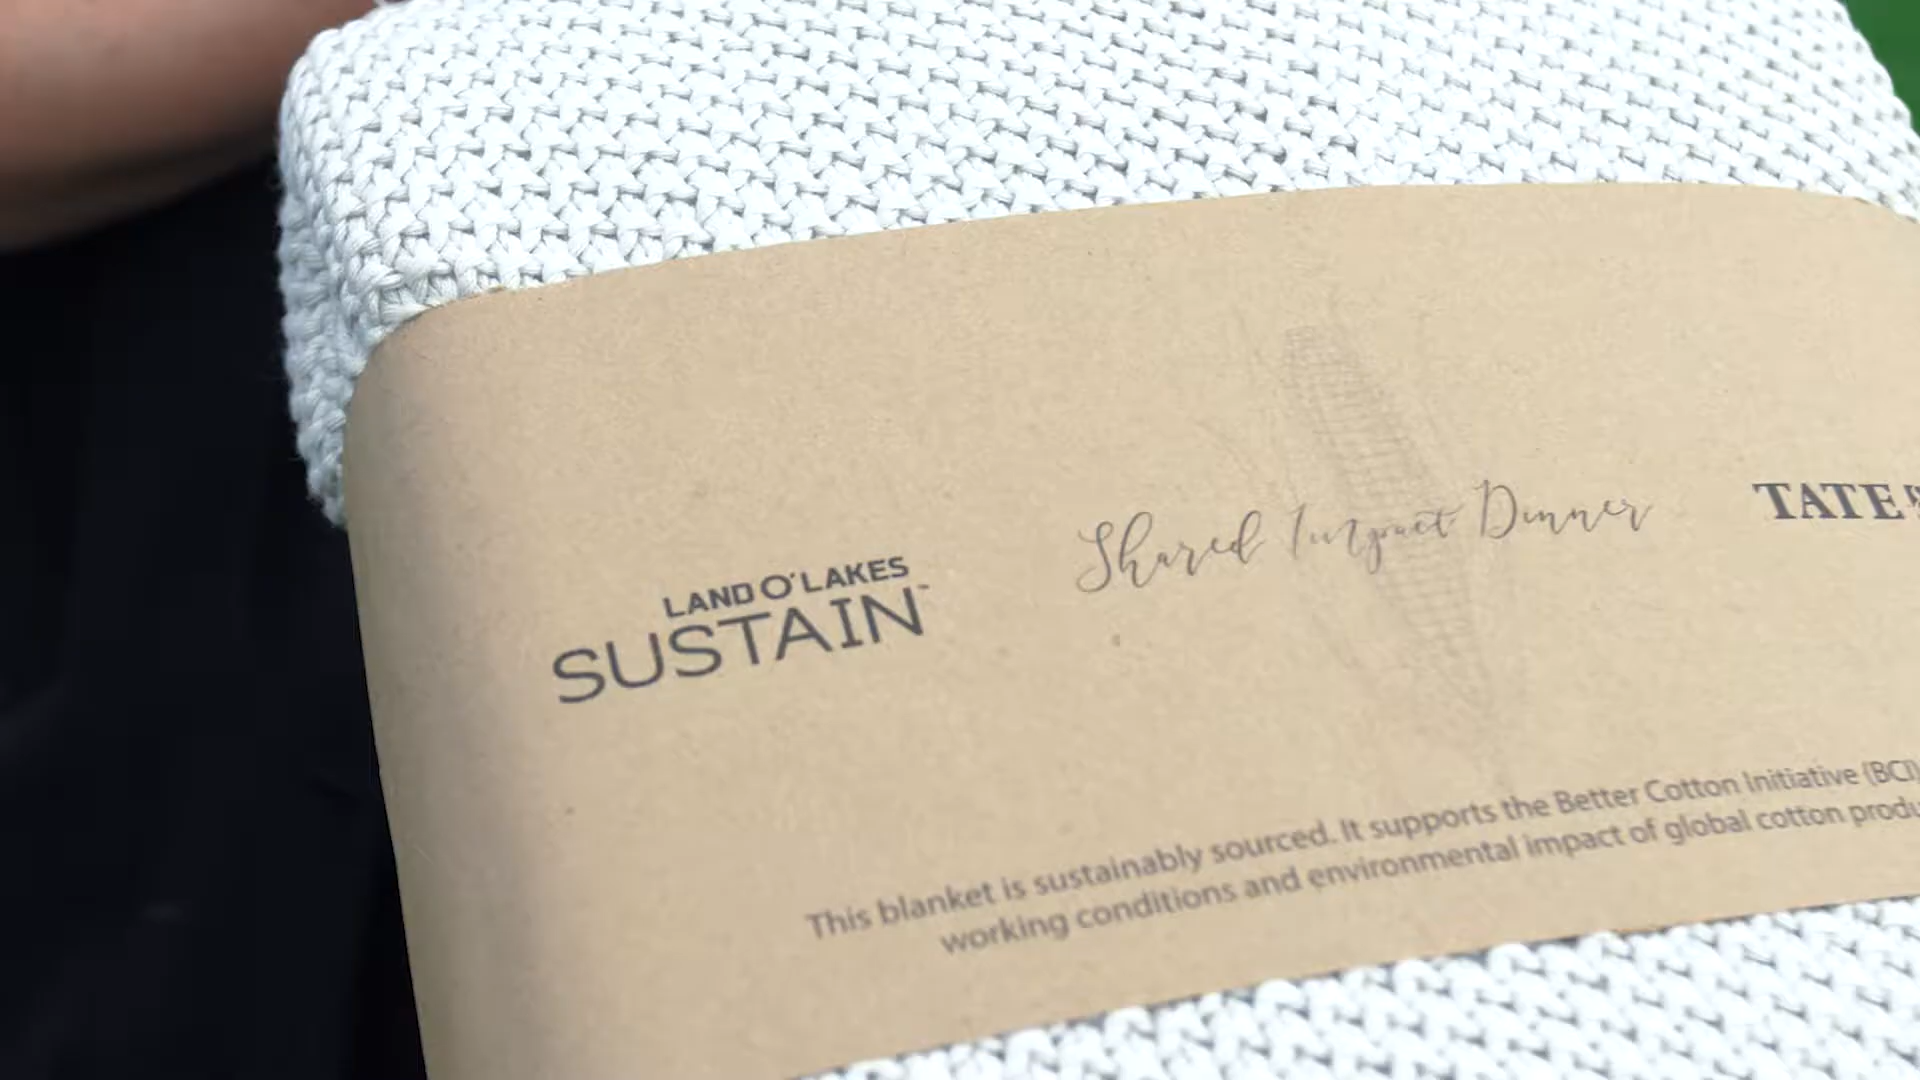 LAND O'LAKES
SUSTAIN™
Shared Impact Dinner
TATE
This blanket is sustainably sourced. It supports the Better Cotton Initiative (BCI)
working conditions and environmental impact of global cotton produ